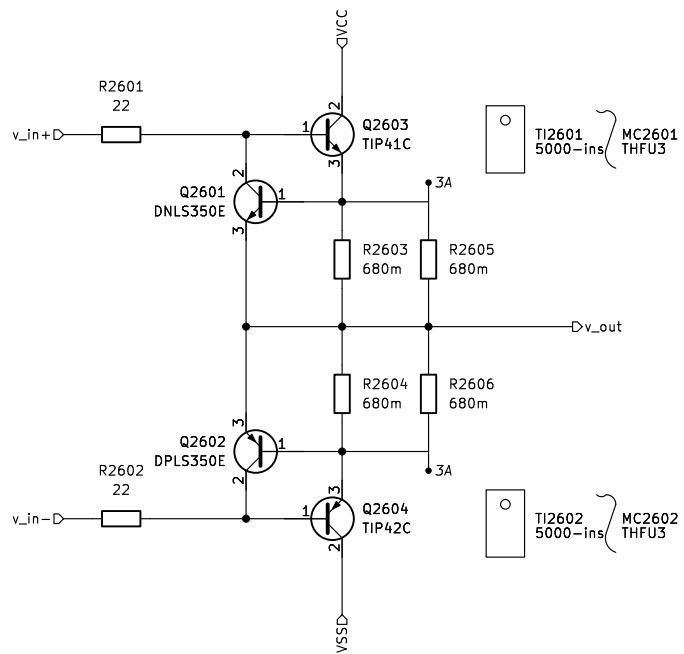 VCC
R2601
22
v_in+
2
1
Q2603
TIP41C
3
TI2601
5000-ins
MC2601
THFU3
3A
2
Q2601
DNLS350E
1
3
R2603
680m
R2605
680m
v_out
R2604
680m
R2606
680m
3
Q2602
DPLS350E
1
2
3A
R2602
22
v_in-
3
1
Q2604
TIP42C
2
TI2602
5000-ins
MC2602
THFU3
VSS